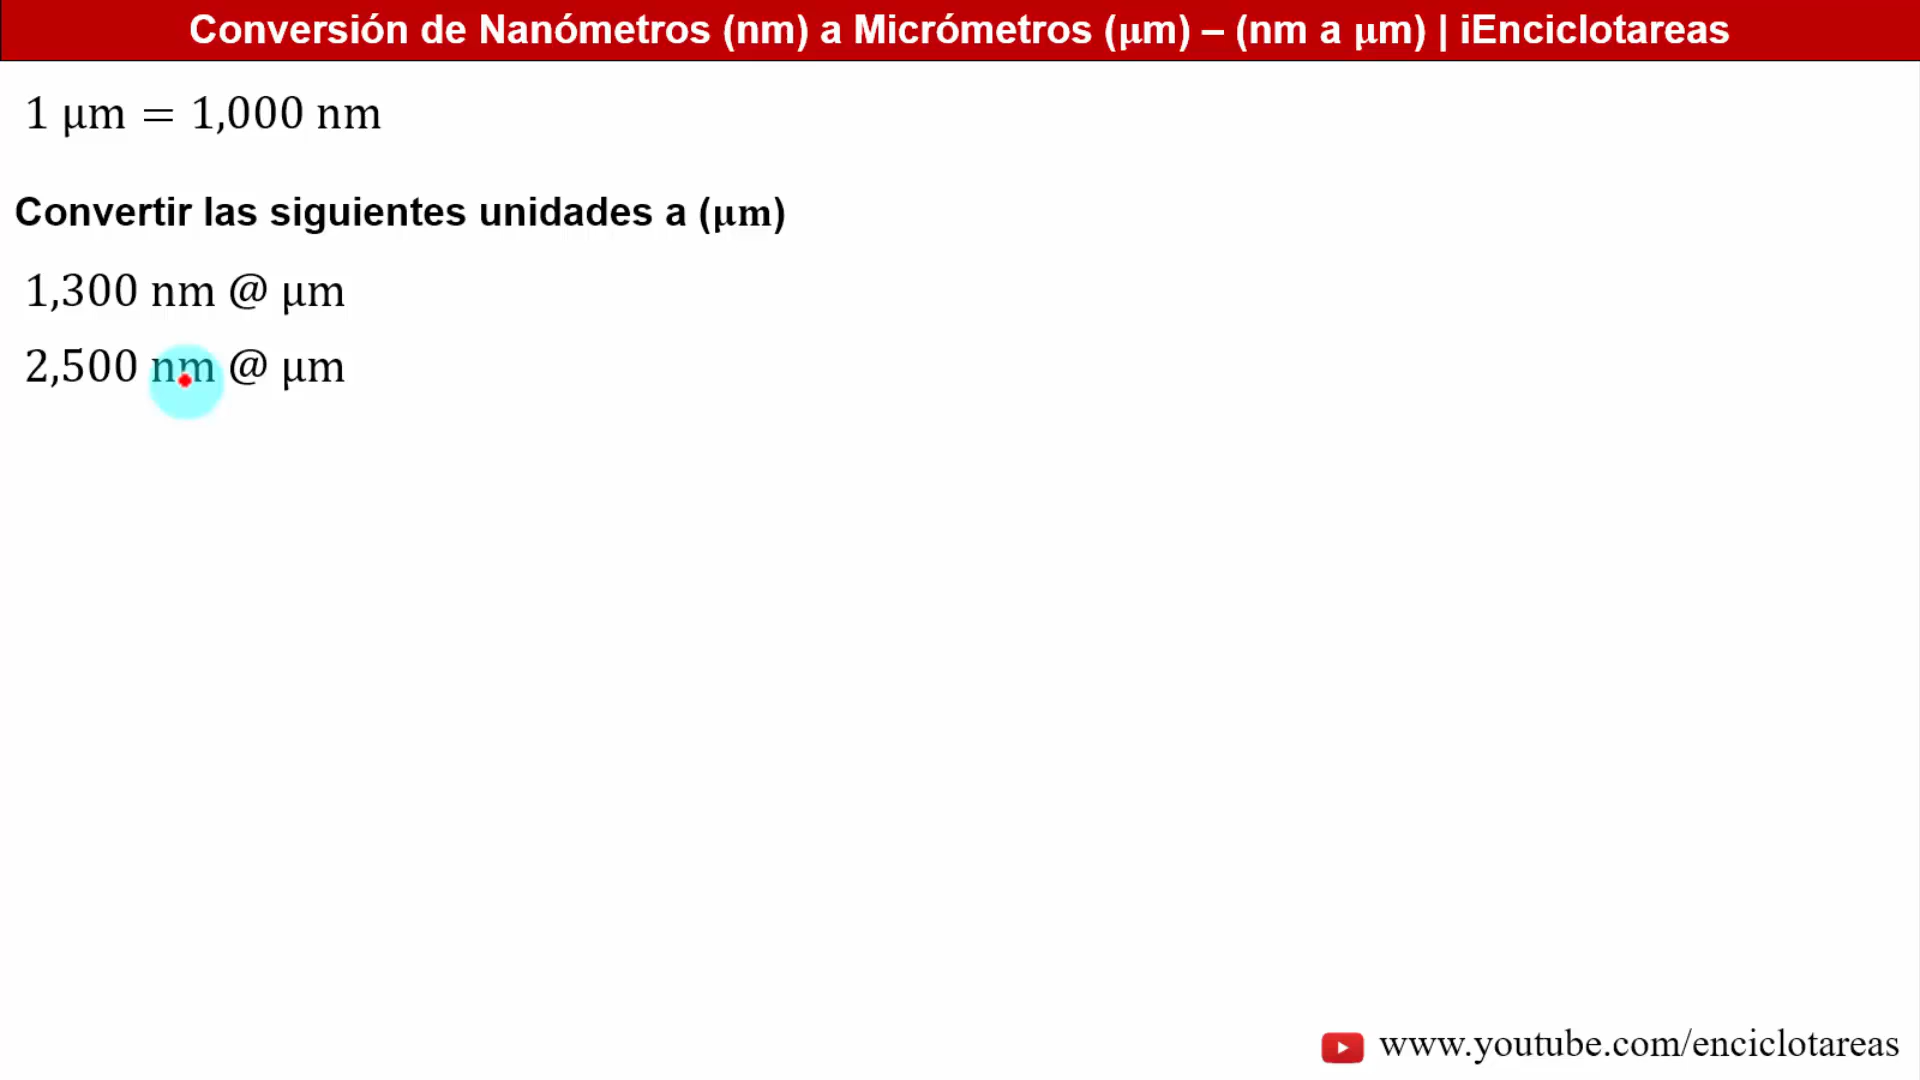 Conversión de Nanómetros (nm) a Micrómetros (μm) – (nm a μm) | iEnciclotareas
1 μm = 1,000 nm
Convertir las siguientes unidades a (μm)
1,300 nm @ μm
2,500 nm @ μm
www.youtube.com/enciclotareas